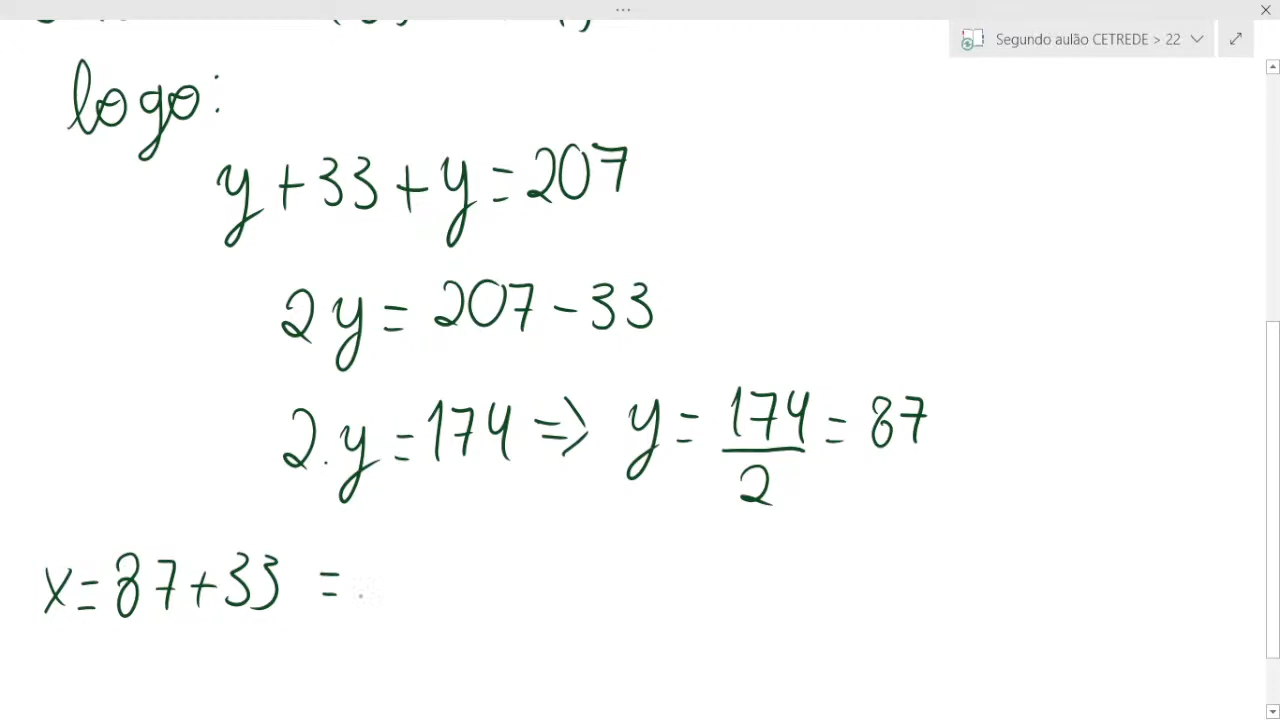 Segundo aulão CETREDE > 22
logo:
y + 33 + y = 207
2y = 207 - 33
2.y = 174 => y = 174/2 = 87
x = 87 + 33 =